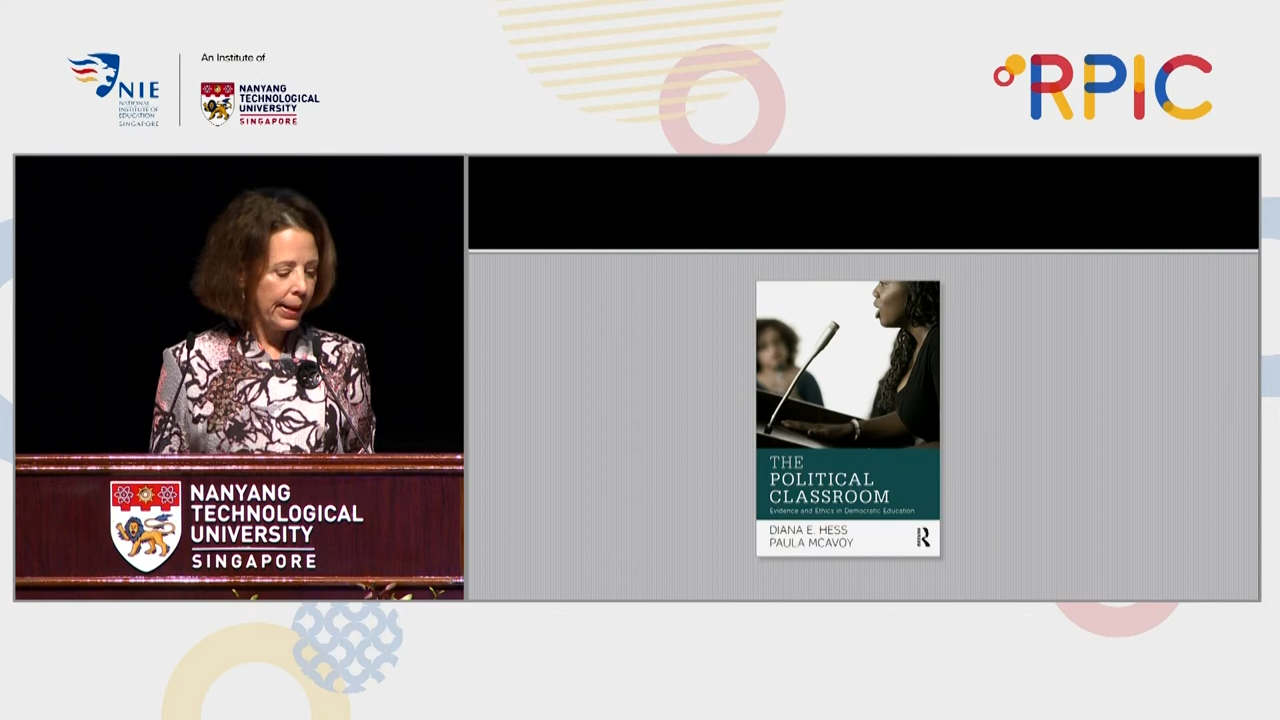 NIE
NATIONAL
INSTITUTE OF
EDUCATION
SINGAPORE
An Institute of
NANYANG
TECHNOLOGICAL
UNIVERSITY
SINGAPORE
RPIC
NANYANG
TECHNOLOGICAL
UNIVERSITY
SINGAPORE
THE
POLITICAL
CLASSROOM
Evidence and Ethics in Democratic Education
DIANA E. HESS
PAULA MCAVOY